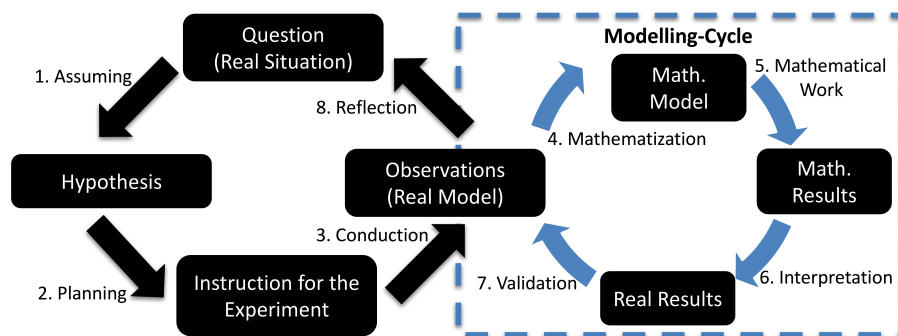 Question
(Real Situation)
Modelling-Cycle
1. Assuming
8. Reflection
Math.
Model
5. Mathematical
Work
4. Mathematization
Hypothesis
Observations
(Real Model)
Math.
Results
2. Planning
3. Conduction
Instruction for the
Experiment
7. Validation
6. Interpretation
Real Results